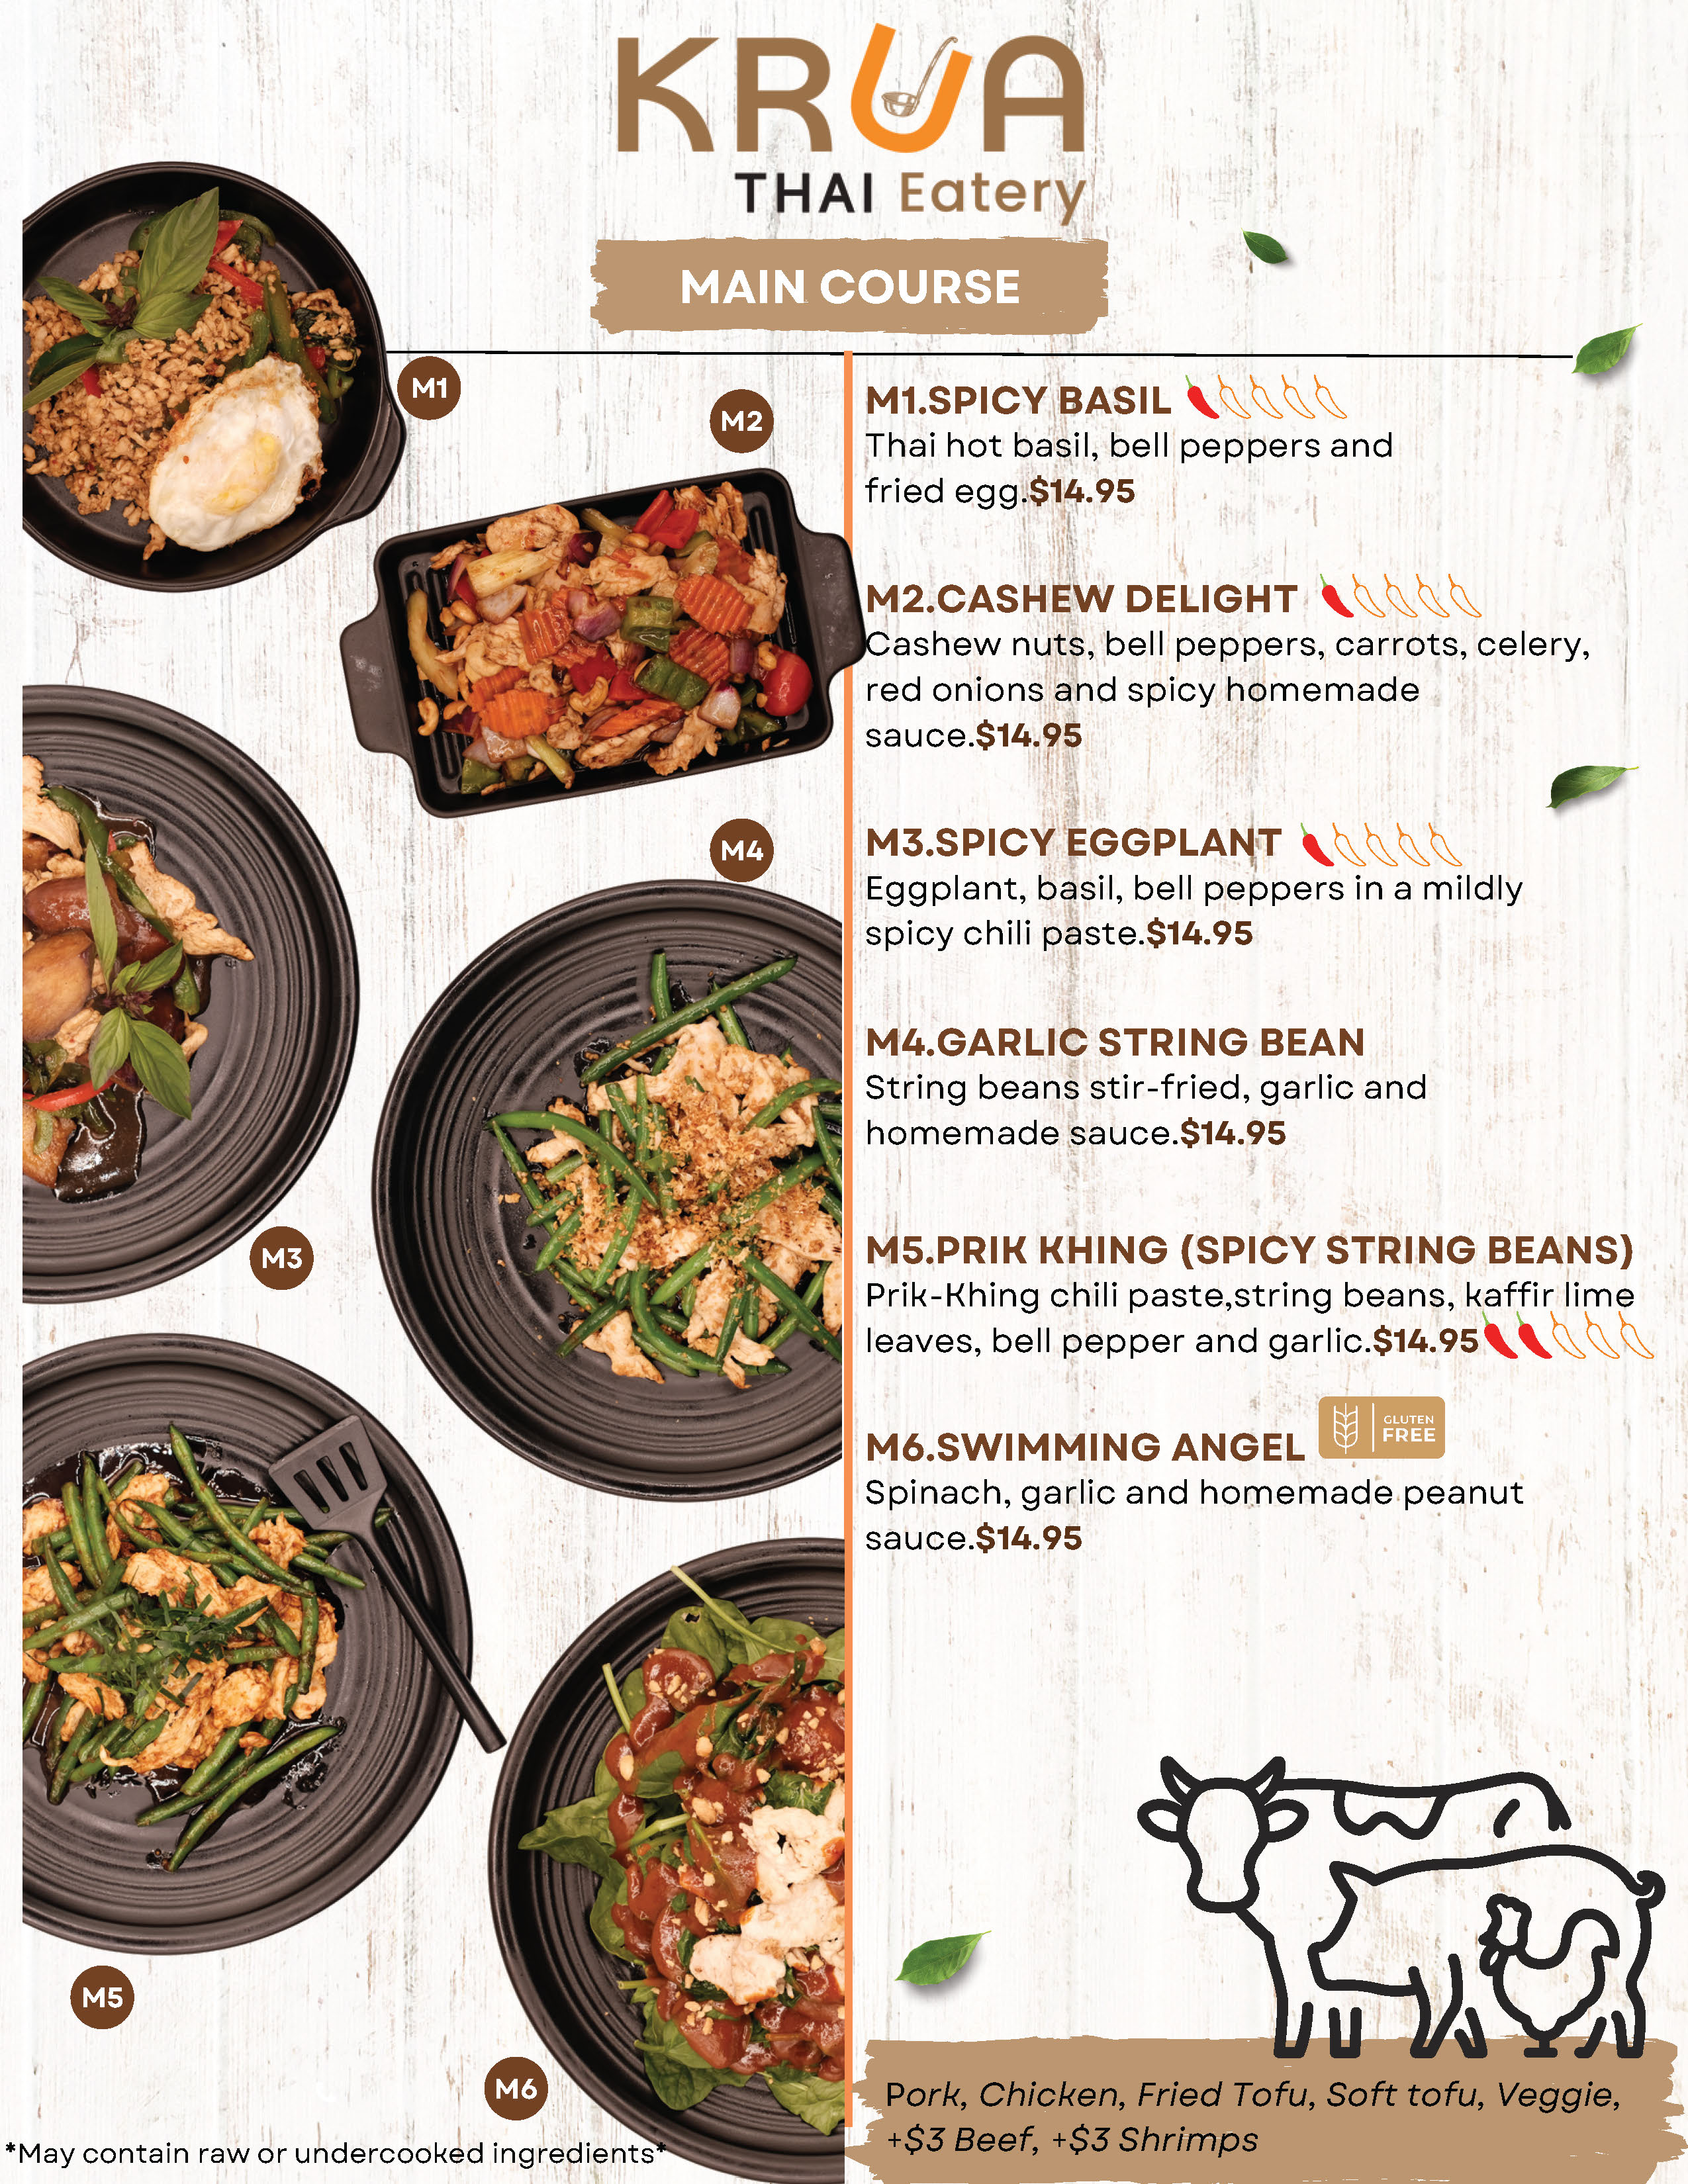 KRUA
THAI Eatery
MAIN COURSE
M1
M2
M1.SPICY BASIL
Thai hot basil, bell peppers and
fried egg.$14.95
M2.CASHEW DELIGHT
Cashew nuts, bell peppers, carrots, celery,
red onions and spicy homemade
sauce.$14.95
M4
M3.SPICY EGGPLANT
Eggplant, basil, bell peppers in a mildly
spicy chili paste.$14.95
M4.GARLIC STRING BEAN
String beans stir-fried, garlic and
homemade sauce.$14.95
M3
M5.PRIK KHING (SPICY STRING BEANS)
Prik-Khing chili paste,string beans, kaffir lime
leaves, bell pepper and garlic.$14.95
M6.SWIMMING ANGEL
GLUTEN
FREE
Spinach, garlic and homemade peanut
sauce.$14.95
M5
M6
Pork, Chicken, Fried Tofu, Soft tofu, Veggie,
+$3 Beef, +$3 Shrimps
*May contain raw or undercooked ingredients*